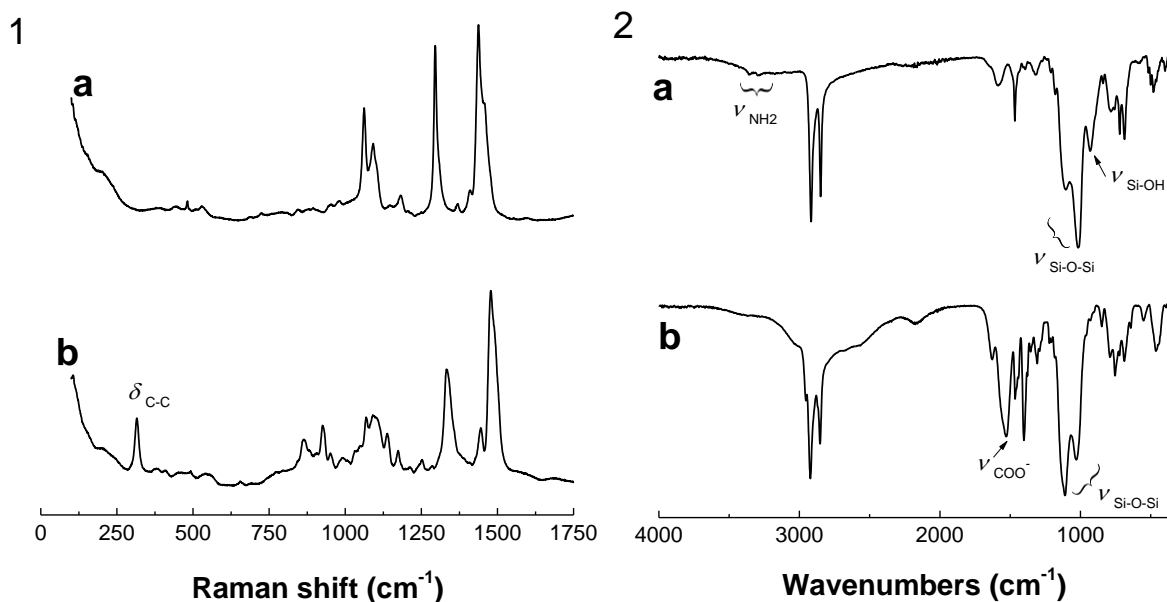 1
a
b
δ C-C
0 250 500 750 1000 1250 1500 1750
Raman shift (cm-1)
2
a
ν NH2
ν Si-OH
ν Si-O-Si
b
ν COO-
ν Si-O-Si
4000 3000 2000 1000
Wavenumbers (cm-1)